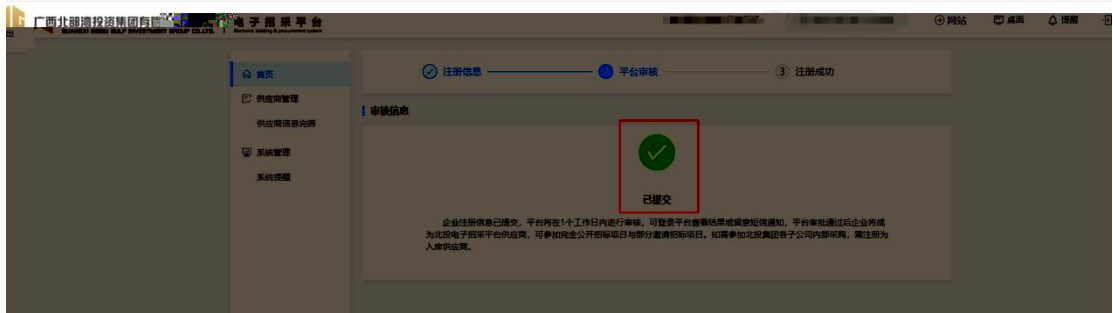 广西北部湾投资集团有
电子招采平台
Electronic bidding & procurement system
网站
桌面
提醒
出
首页
供应商管理
供应商信息完善
系统管理
系统提醒
注册信息
平台审核
3 注册成功
审核信息
已提交
企业注册信息已提交，平台将在1个工作日内进行审核，可登录平台查看结果或留意短信通知，平台审批通过后企业将成
为北投电子招采平台供应商，可参加完全公开招标项目与部分邀请招标项目。如需参加北投集团各子公司内部采购，需注册为
入库供应商。